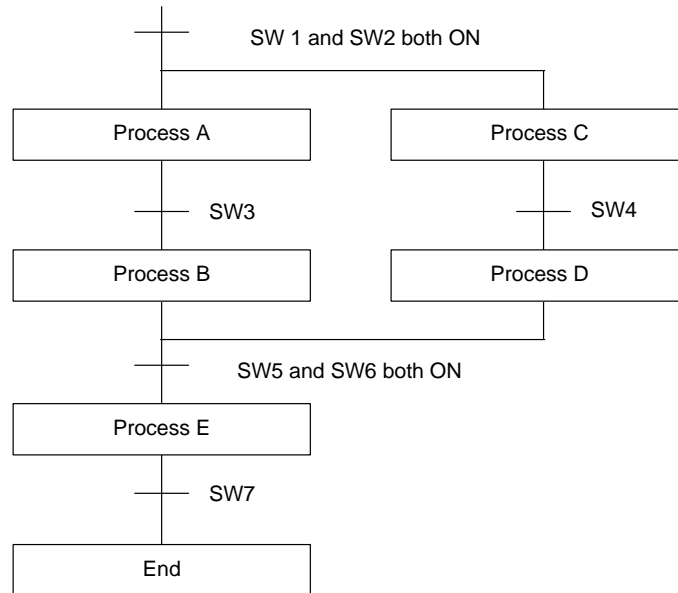 SW 1 and SW2 both ON
Process A
Process C
SW3
SW4
Process B
Process D
SW5 and SW6 both ON
Process E
SW7
End